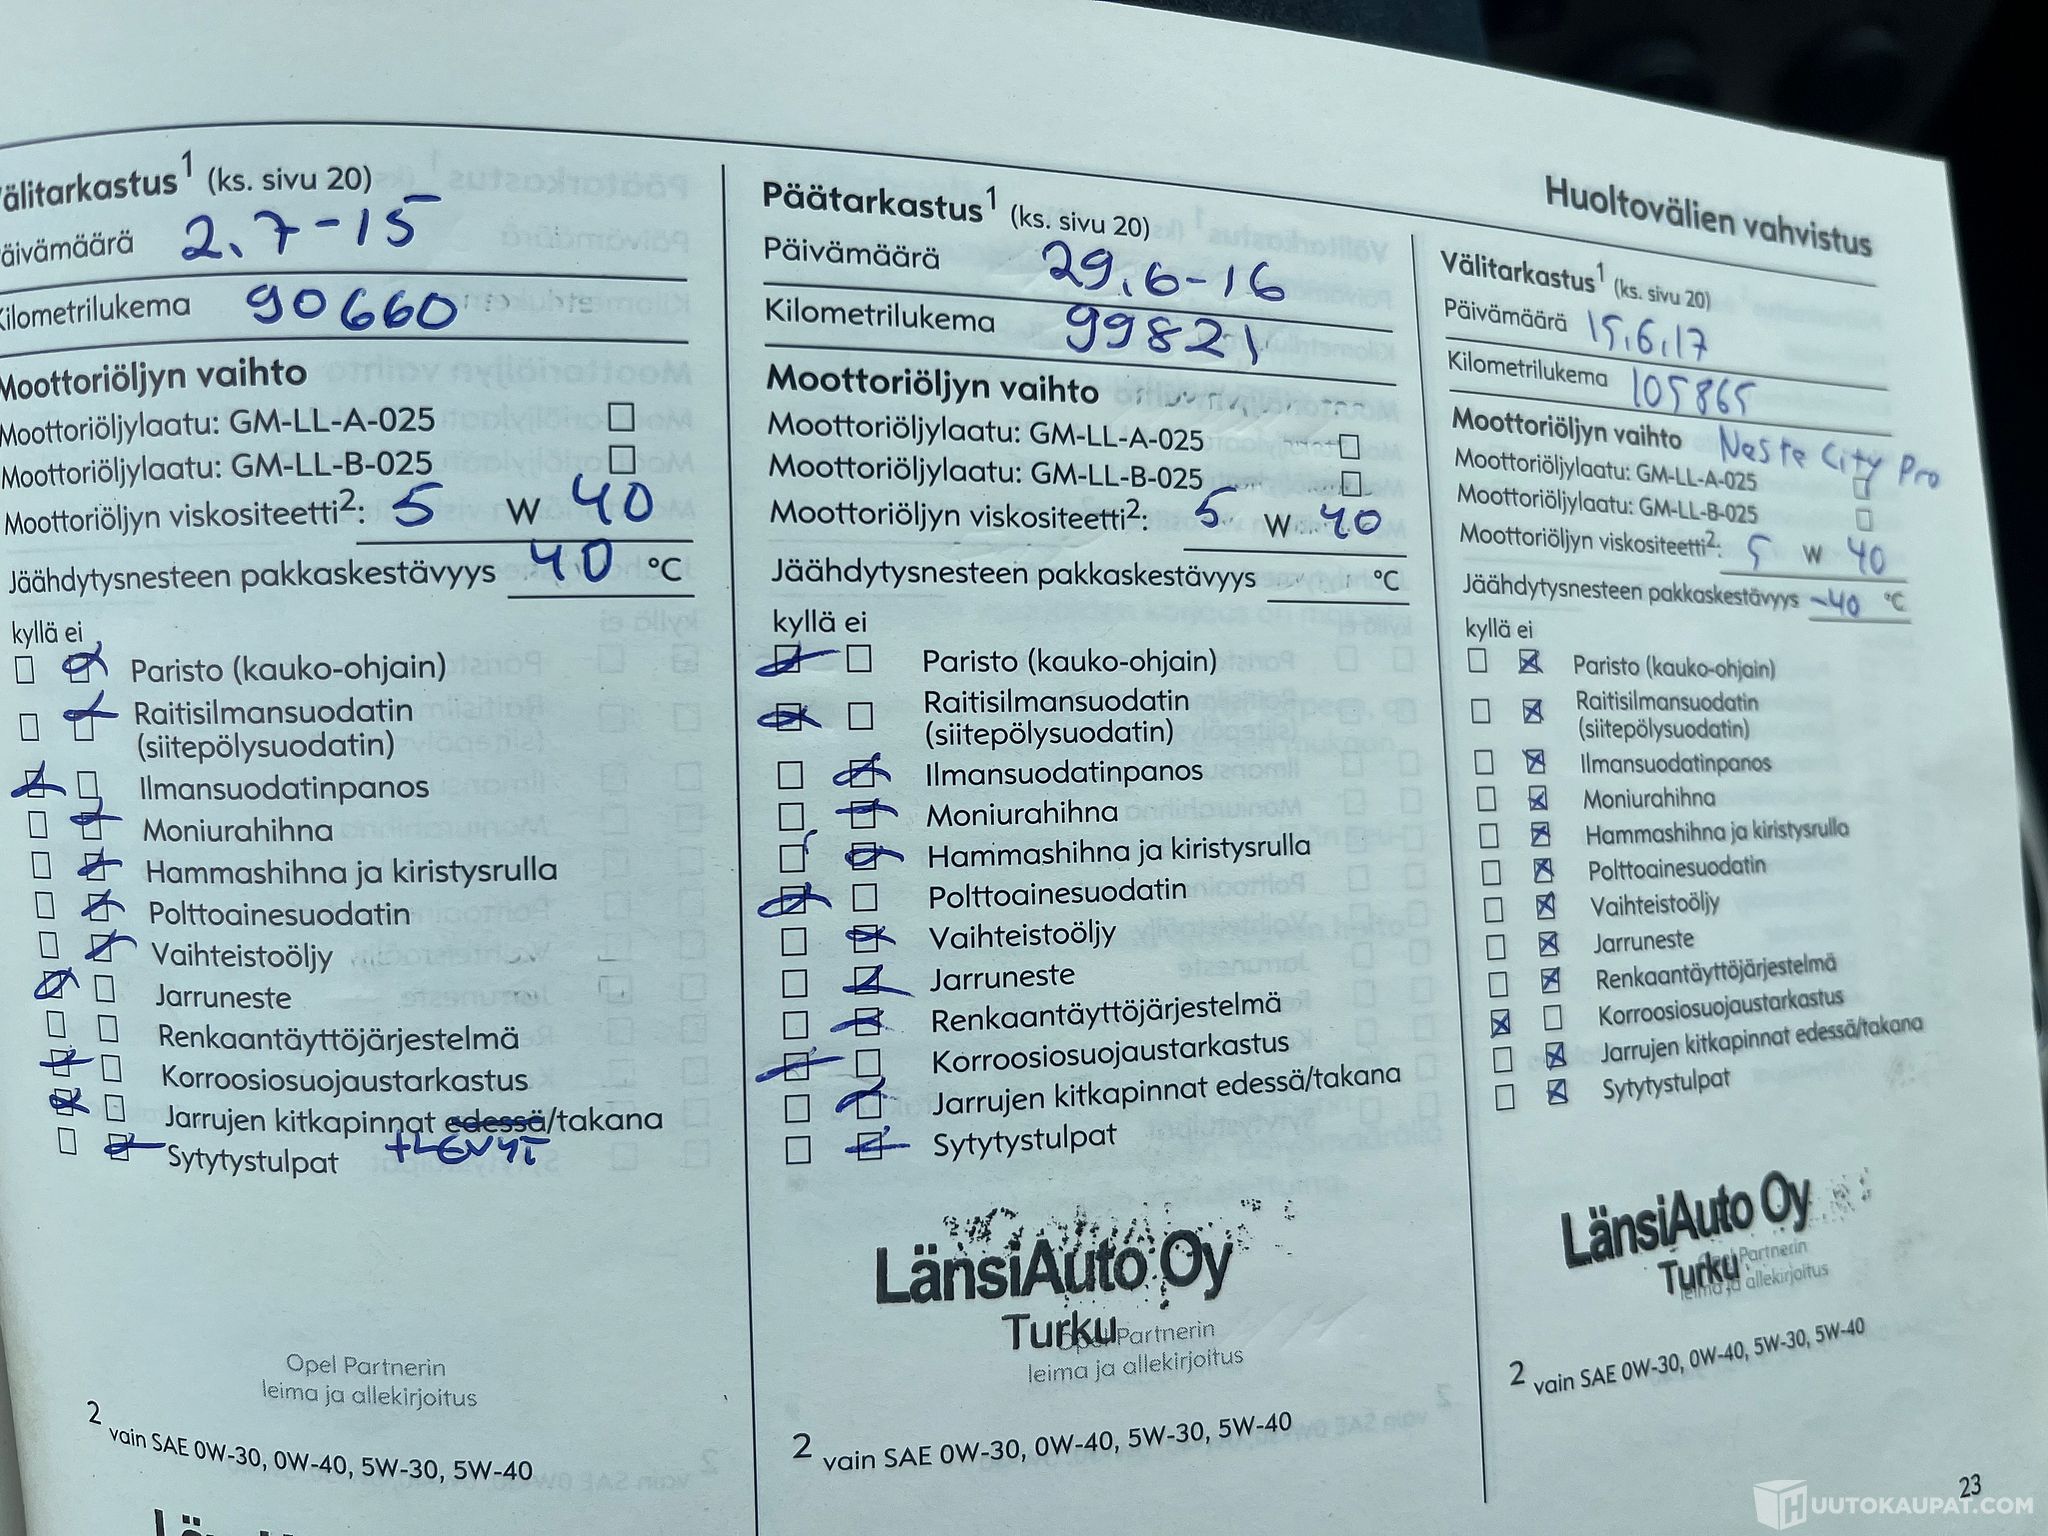 Huoltovälien vahvistus
älitarkastus¹ (ks. sivu 20)
äivämäärä 2.7-15
Kilometrilukema 90660
Moottoriöljyn vaihto
Moottoriöljylaatu: GM-LL-A-025
Moottoriöljylaatu: GM-LL-B-025
Moottoriöljyn viskositeetti²: 5 W 40
Jäähdytysnesteen pakkaskestävyys 40 °C
kyllä ei
Paristo (kauko-ohjain)
Raitisilmansuodatin
(siitepölysuodatin)
Ilmansuodatinpanos
Moniurahihna
Hammashihna ja kiristysrulla
Polttoainesuodatin
Vaihteistoöljy
Jarruneste
Renkaantäyttöjärjestelmä
Korroosiosuojaustarkastus
Jarrujen kitkapinnat edessä/takana
+LEVYT
Sytytystulpat
Opel Partnerin
leima ja allekirjoitus
2 vain SAE 0W-30, 0W-40, 5W-30, 5W-40
Päätarkastus¹ (ks. sivu 20)
Päivämäärä 29.6-16
Kilometrilukema 99821
Moottoriöljyn vaihto
Moottoriöljylaatu: GM-LL-A-025
Moottoriöljylaatu: GM-LL-B-025
Moottoriöljyn viskositeetti²: 5 W 40
Jäähdytysnesteen pakkaskestävyys °C
kyllä ei
Paristo (kauko-ohjain)
Raitisilmansuodatin
(siitepölysuodatin)
Ilmansuodatinpanos
Moniurahihna
Hammashihna ja kiristysrulla
Polttoainesuodatin
Vaihteistoöljy
Jarruneste
Renkaantäyttöjärjestelmä
Korroosiosuojaustarkastus
Jarrujen kitkapinnat edessä/takana
Sytytystulpat
LänsiAuto Oy
Turku
Opel Partnerin
leima ja allekirjoitus
2 vain SAE 0W-30, 0W-40, 5W-30, 5W-40
Välitarkastus¹ (ks. sivu 20)
Päivämäärä 15.6.17
Kilometrilukema 105865
Moottoriöljyn vaihto Neste City Pro
Moottoriöljylaatu: GM-LL-A-025
Moottoriöljylaatu: GM-LL-B-025
Moottoriöljyn viskositeetti²: 5 W 40
Jäähdytysnesteen pakkaskestävyys -40 °C
kyllä ei
Paristo (kauko-ohjain)
Raitisilmansuodatin
(siitepölysuodatin)
Ilmansuodatinpanos
Moniurahihna
Hammashihna ja kiristysrulla
Polttoainesuodatin
Vaihteistoöljy
Jarruneste
Renkaantäyttöjärjestelmä
Korroosiosuojaustarkastus
Jarrujen kitkapinnat edessä/takana
Sytytystulpat
LänsiAuto Oy
Turku
Opel Partnerin
leima ja allekirjoitus
2 vain SAE 0W-30, 0W-40, 5W-30, 5W-40
23
HUUTOKAUPAT.COM